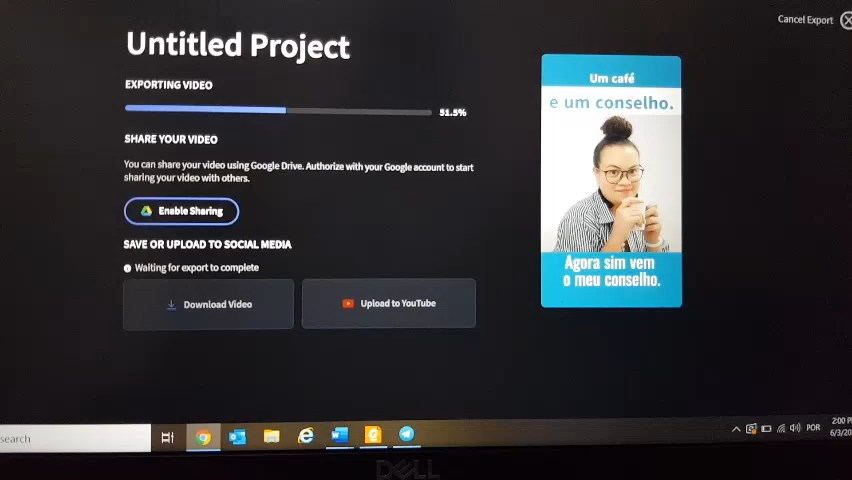 Cancel Export
Untitled Project
EXPORTING VIDEO
51.5%
SHARE YOUR VIDEO
You can share your video using Google Drive. Authorize with your Google account to start
sharing your video with others.
Enable Sharing
SAVE OR UPLOAD TO SOCIAL MEDIA
Waiting for export to complete
Download Video
Upload to YouTube
Um café
e um conselho.
Agora sim vem
o meu conselho.
search
POR
2:00
DELL